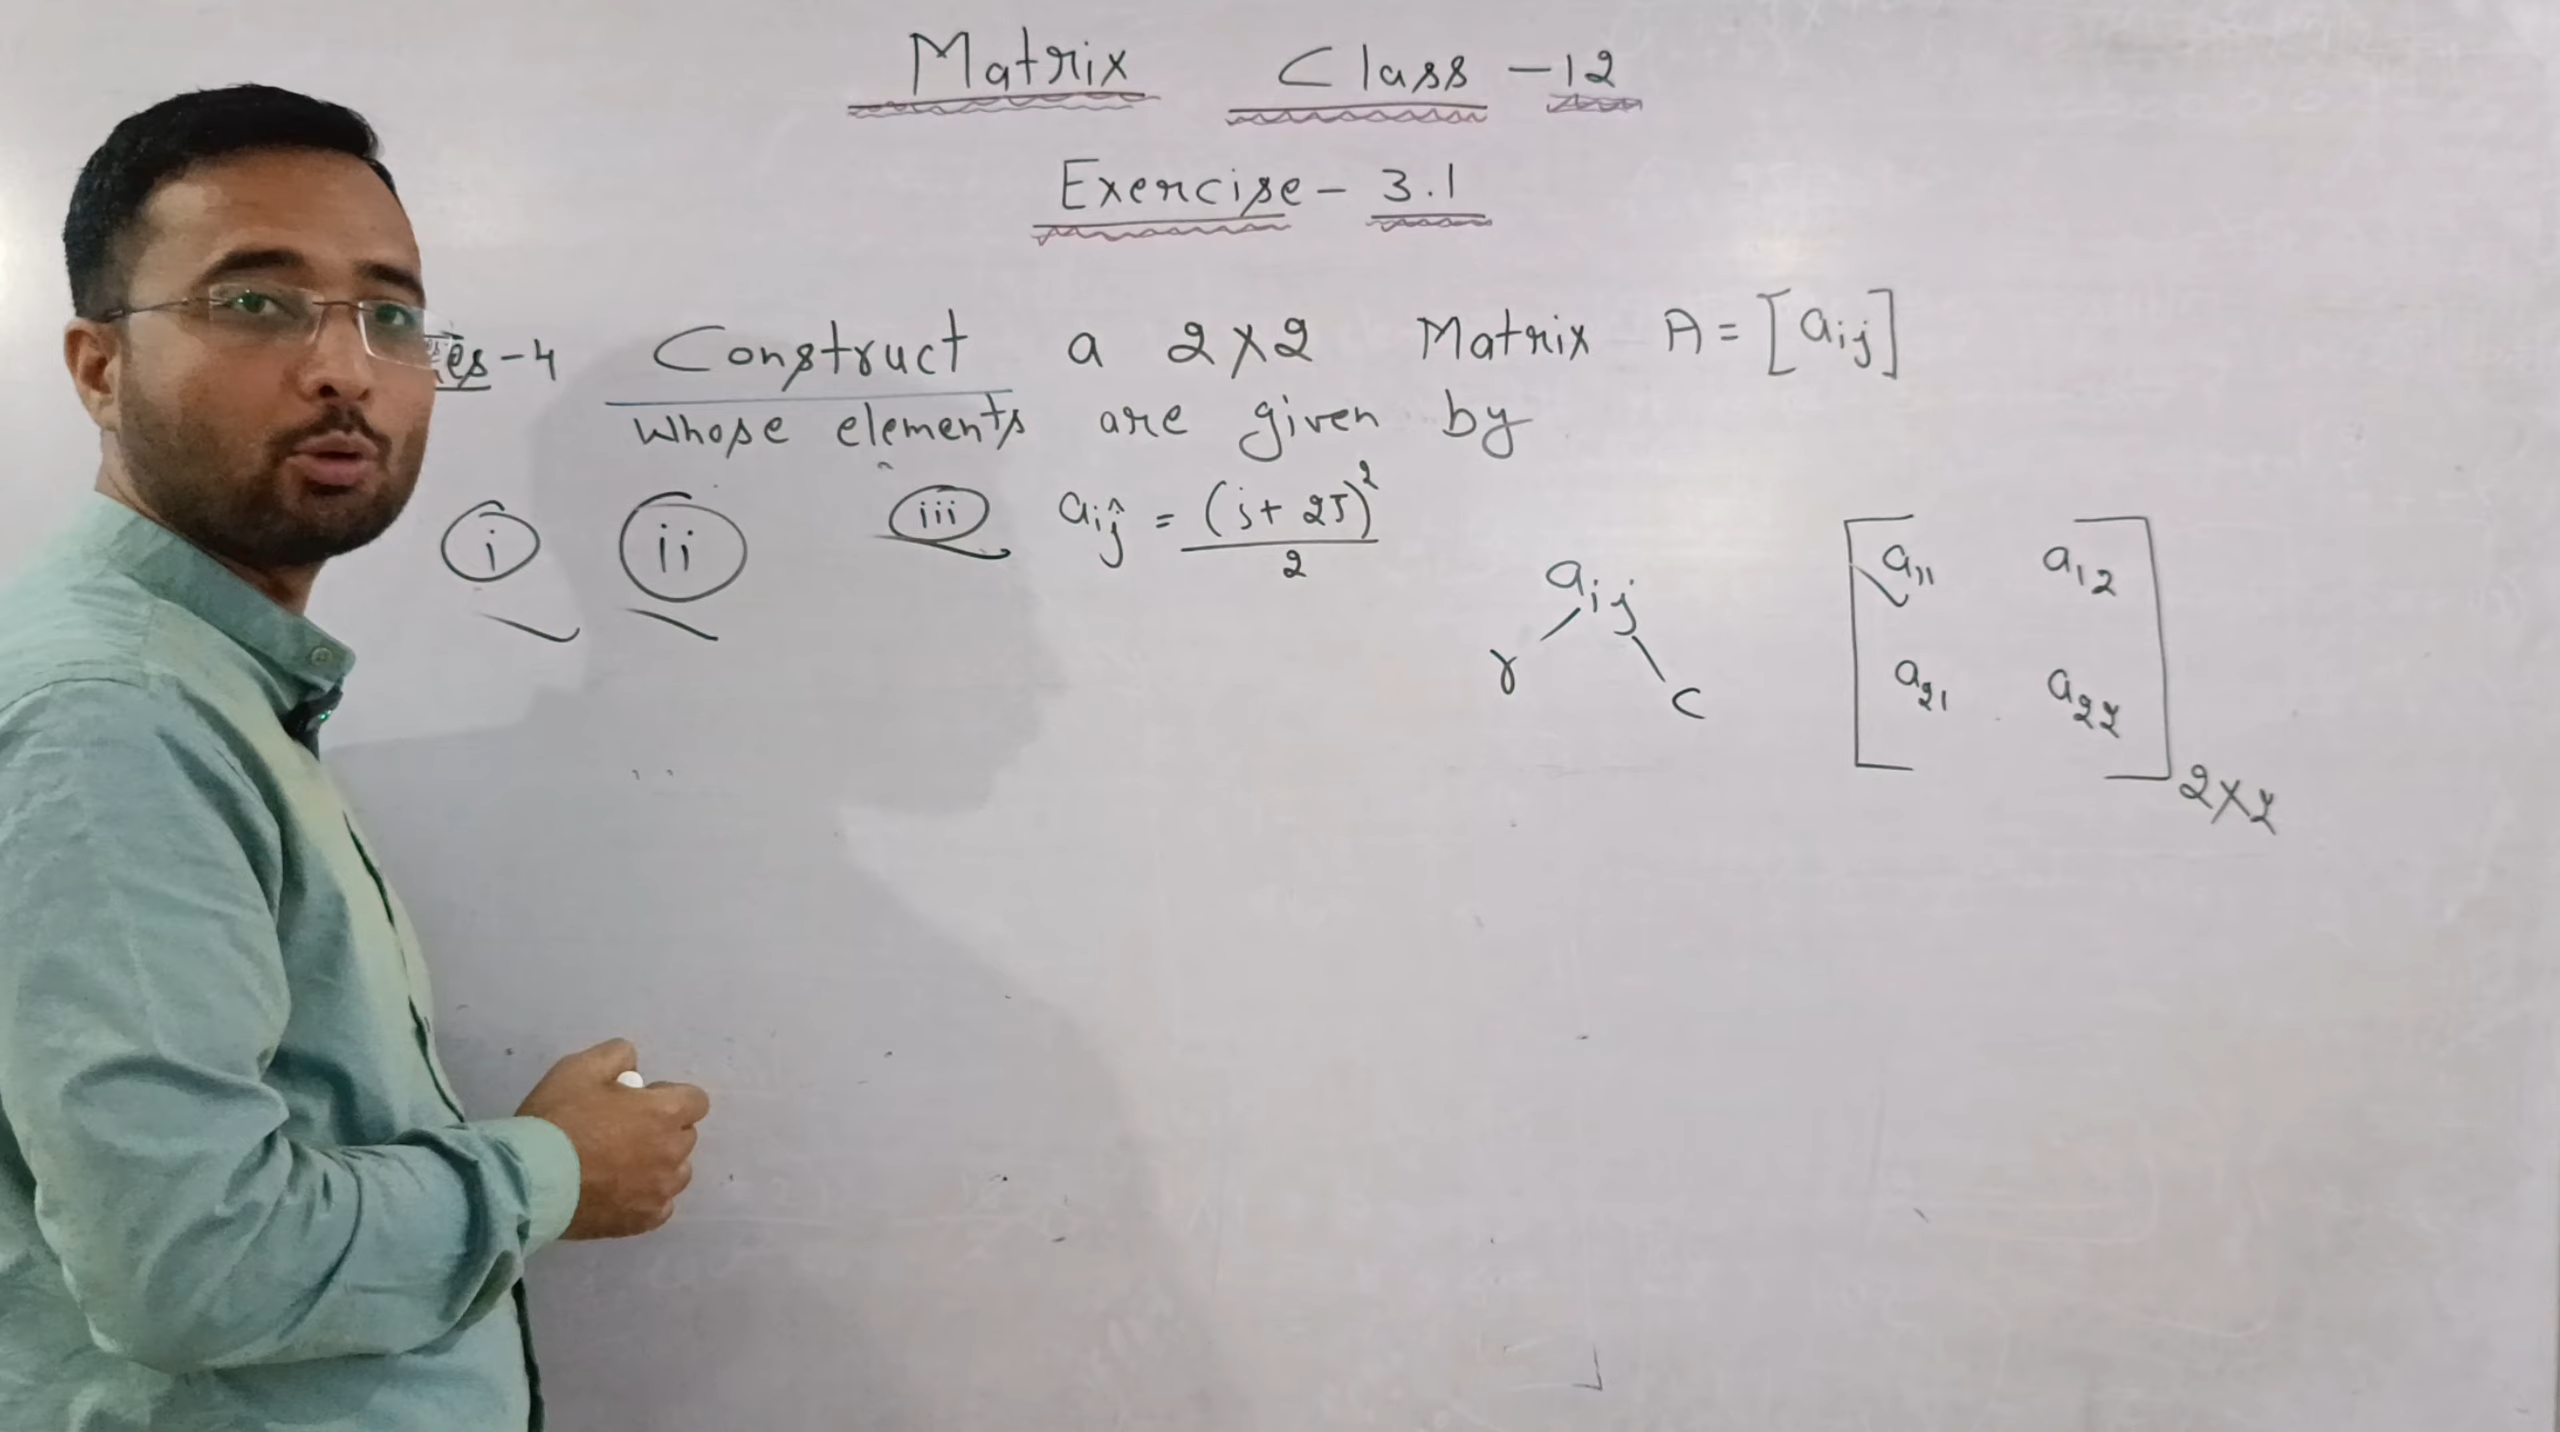 Matrix Class -12
Exercise - 3.1
es-4 Construct a 2×2 Matrix A = [aij]
whose elements are given by
i ii iii aij = (i + 2J)²
2
aij
r c
a11 a12
a21 a22
2×2